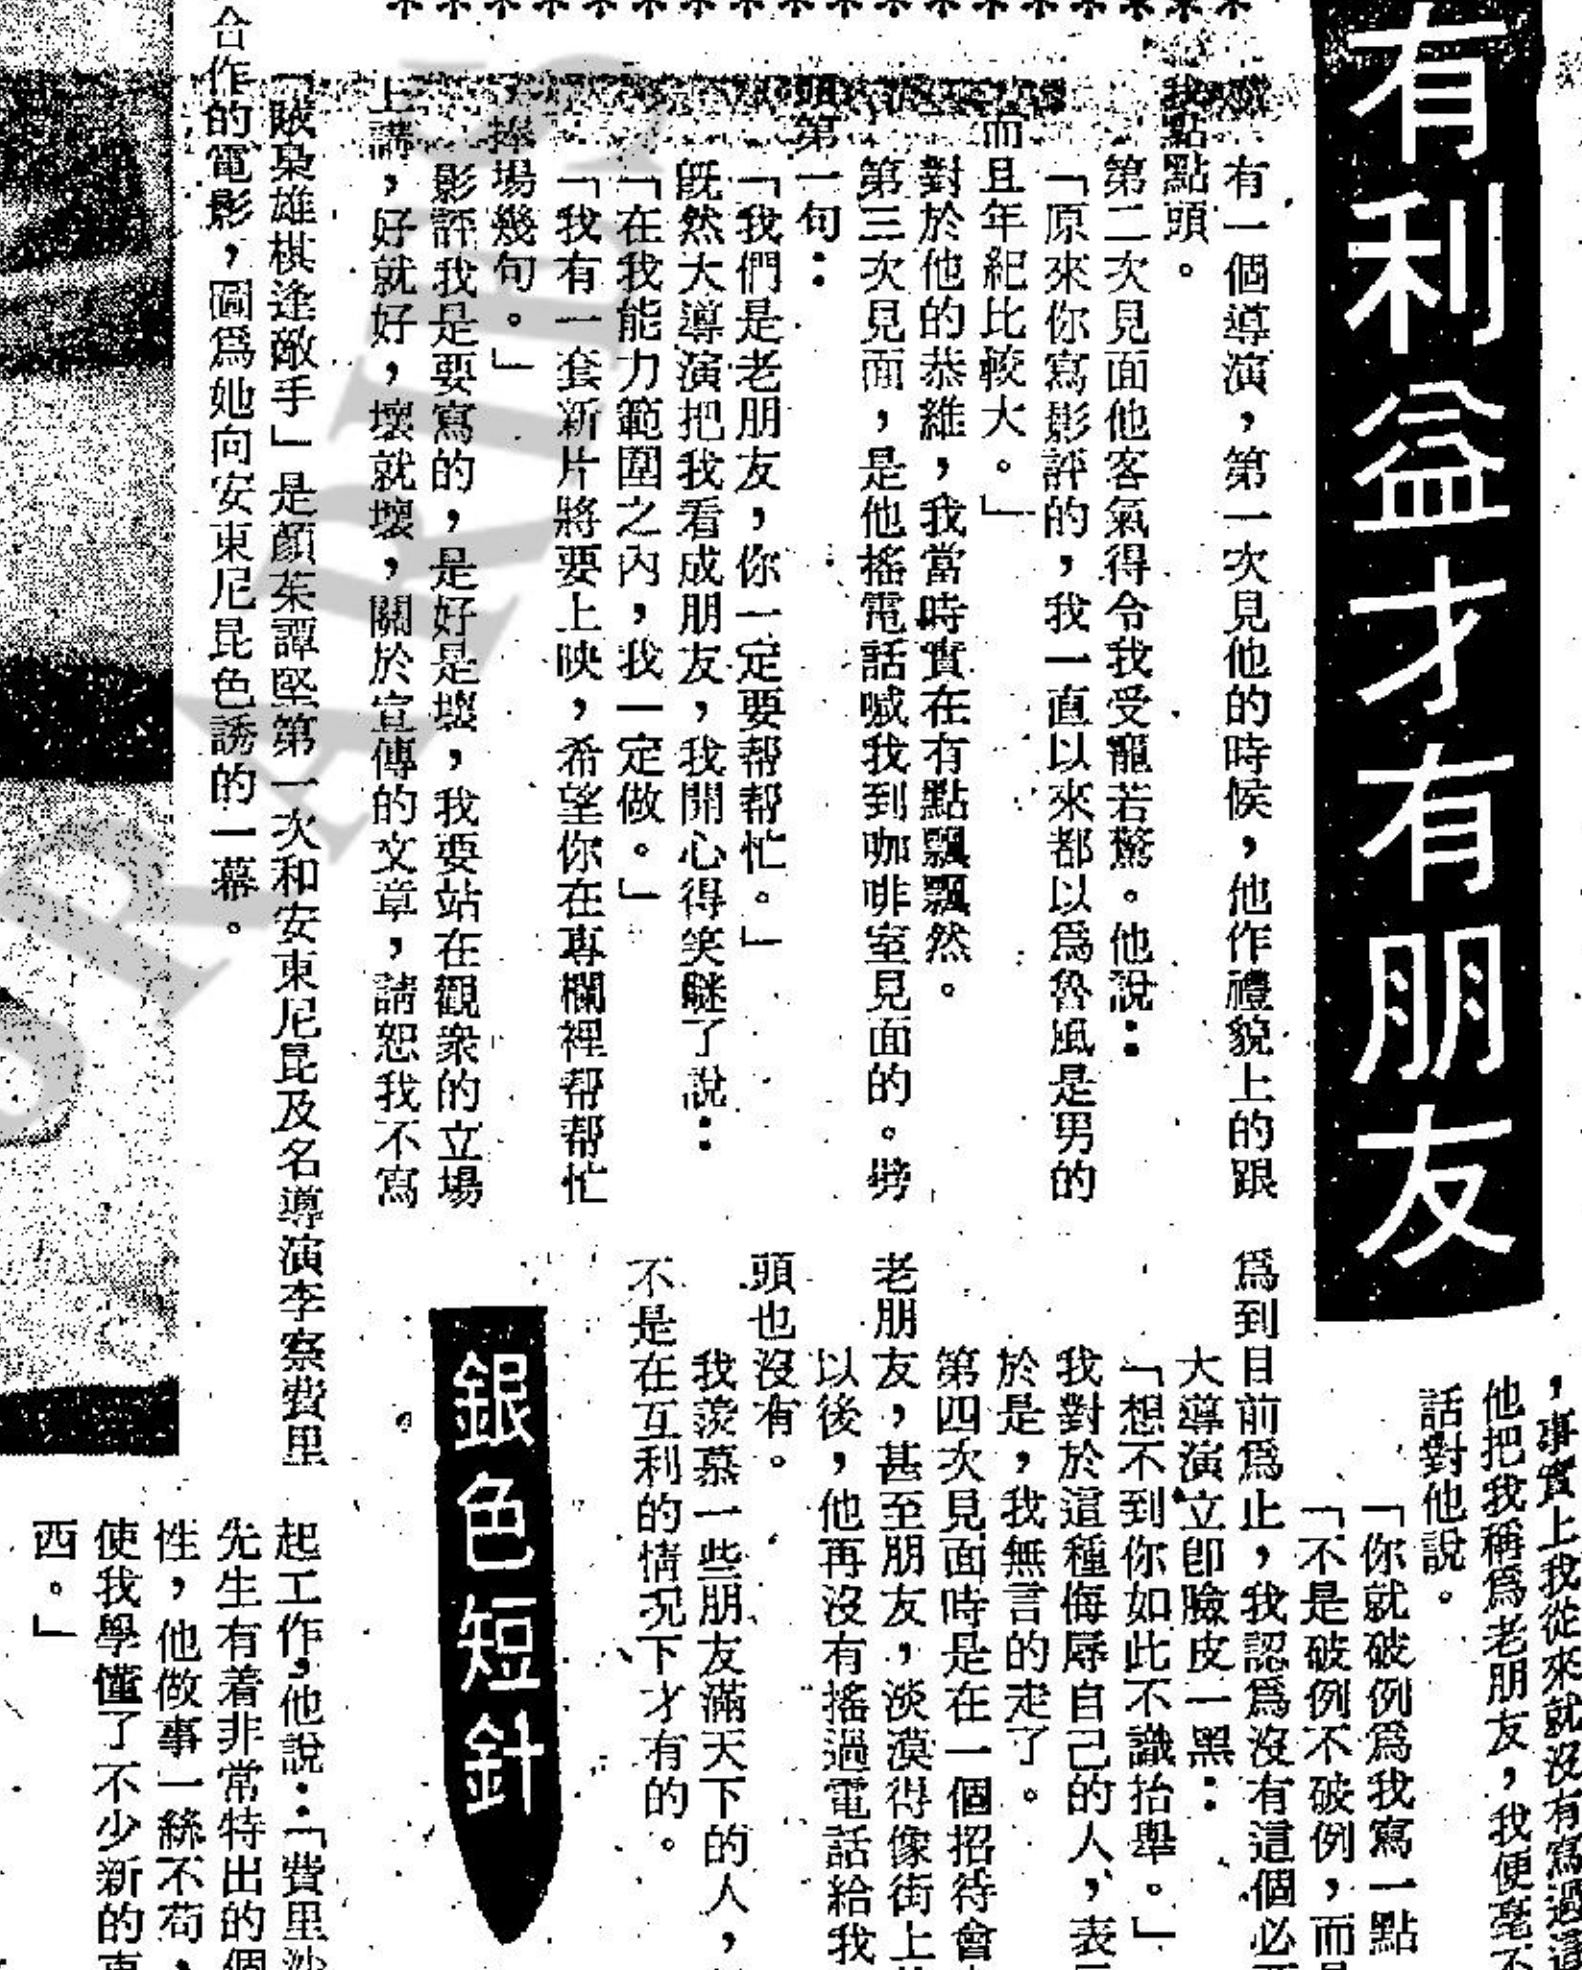 有利益才有朋友
有一個導演，第一次見他的時候，他作禮貌上的跟
我點點頭。
第二次見面他客氣得令我受寵若驚。他說：
「原來你寫影評的，我一直以來都以爲魯風是男的
而且年紀比較大。」
對於他的恭維，我當時實在有點飄飄然。
第三次見面，是他搖電話喊我到咖啡室見面的。劈
頭第一句：
「我們是老朋友，你一定要帮帮忙。」
旣然大導演把我看成朋友，我開心得笑瞇了說：
「在我能力範圍之內，我一定做。」
「我有一套新片將要上映，希望你在專欄裡帮帮忙
，捧場幾句。」
影評我是要寫的，是好是壞，我要站在觀衆的立場
上講，好就好，壞就壞，關於宣傳的文章，請恕我不寫
，事實上我從來就沒有寫過這
他把我稱爲老朋友，我便毫不
話對他說。
「你就破例爲我寫一點
「不是破例不破例，而是
爲到目前爲止，我認爲沒有這個必要
大導演立卽臉皮一黑：
「想不到你如此不識抬舉。」
我對於這種侮辱自己的人，表
於是，我無言的走了。
第四次見面時是在一個招待會
老朋友，甚至朋友，淡漠得像街上
以後，他再沒有搖過電話給我
頭也沒有。
我羨慕一些朋友滿天下的人，
不是在互利的情況下才有的。
銀色短針
「賊梟雄棋逢敵手」是顏茱譚堅第一次和安東尼昆及名導演李察費里
合作的電影，圖爲她向安東尼昆色誘的一幕。
起工作，他說：「費里沙
先生有着非常特出的個
性，他做事一絲不苟，
使我學懂了不少新的東
西。」